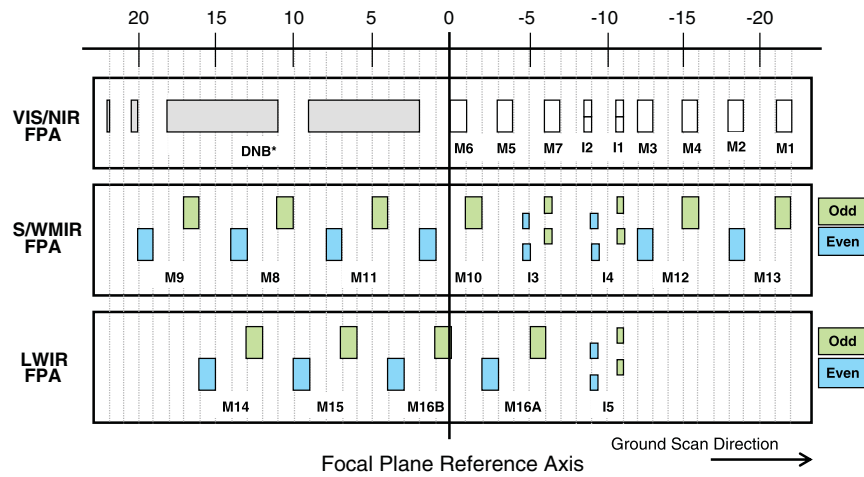 20 15 10 5 0 -5 -10 -15 -20
VIS/NIR
FPA
DNB* M6 M5 M7 I2 I1 M3 M4 M2 M1
S/WMIR
FPA
Odd
Even
M9 M8 M11 M10 I3 I4 M12 M13
LWIR
FPA
Odd
Even
M14 M15 M16B M16A I5
Ground Scan Direction
Focal Plane Reference Axis